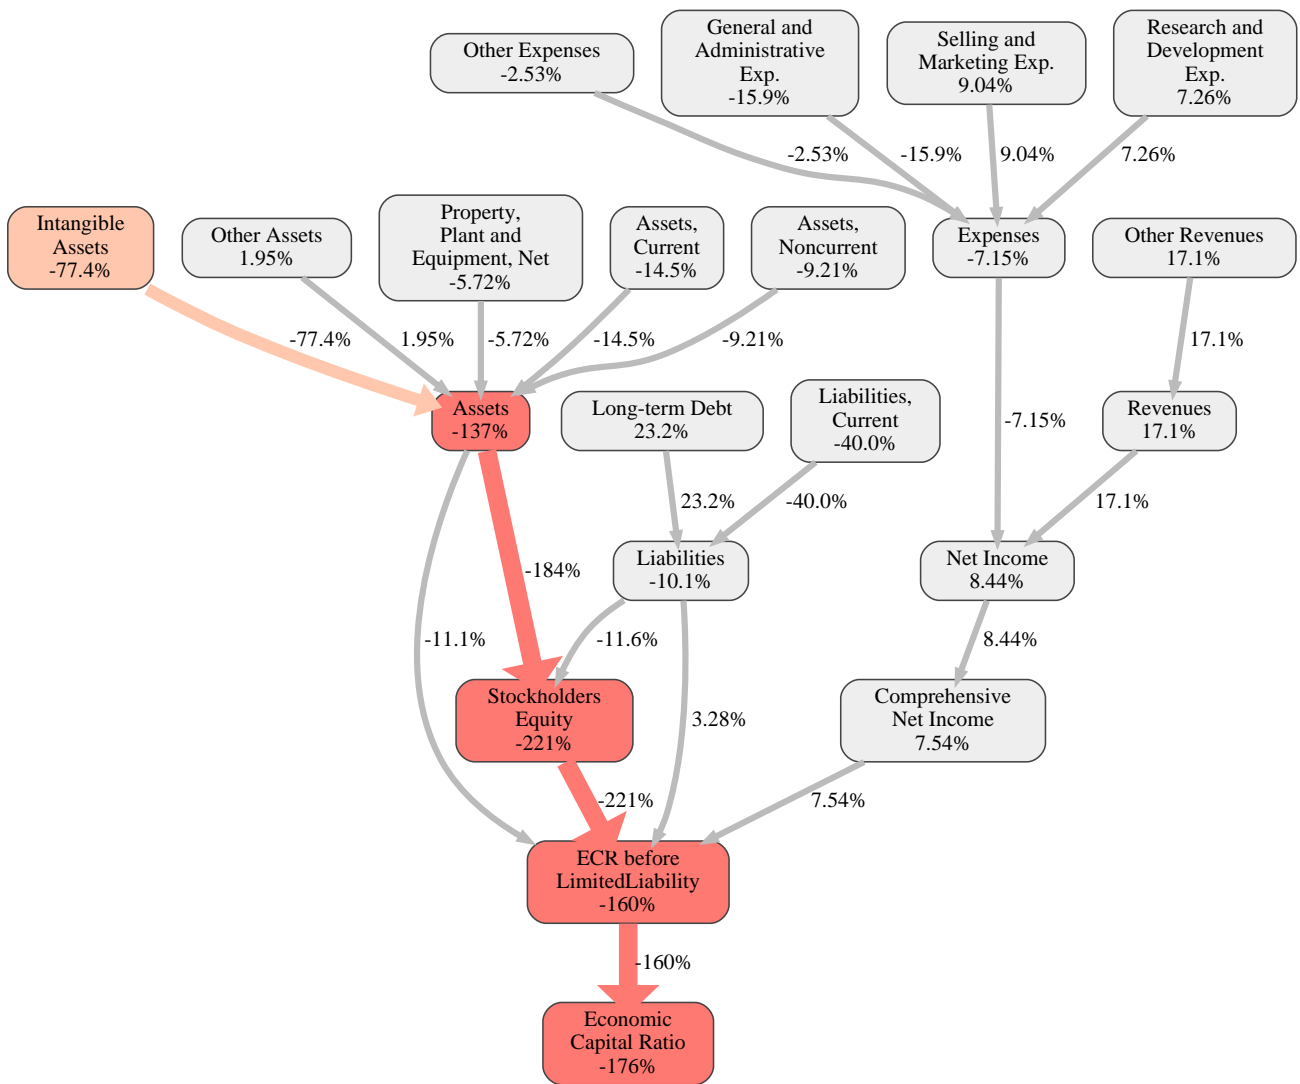 Other Expenses
-2.53%
General and
Administrative
Exp.
-15.9%
Selling and
Marketing Exp.
9.04%
Research and
Development
Exp.
7.26%
-2.53%
-15.9%
9.04%
7.26%
Intangible
Assets
-77.4%
Other Assets
1.95%
Property,
Plant and
Equipment, Net
-5.72%
Assets,
Current
-14.5%
Assets,
Noncurrent
-9.21%
Expenses
-7.15%
Other Revenues
17.1%
-77.4%
1.95%
-5.72%
-14.5%
-9.21%
17.1%
Assets
-137%
Long-term Debt
23.2%
Liabilities,
Current
-40.0%
-7.15%
Revenues
17.1%
23.2%
-40.0%
17.1%
-184%
Liabilities
-10.1%
Net Income
8.44%
-11.1%
-11.6%
8.44%
Stockholders
Equity
-221%
3.28%
Comprehensive
Net Income
7.54%
-221%
7.54%
ECR before
LimitedLiability
-160%
-160%
Economic
Capital Ratio
-176%